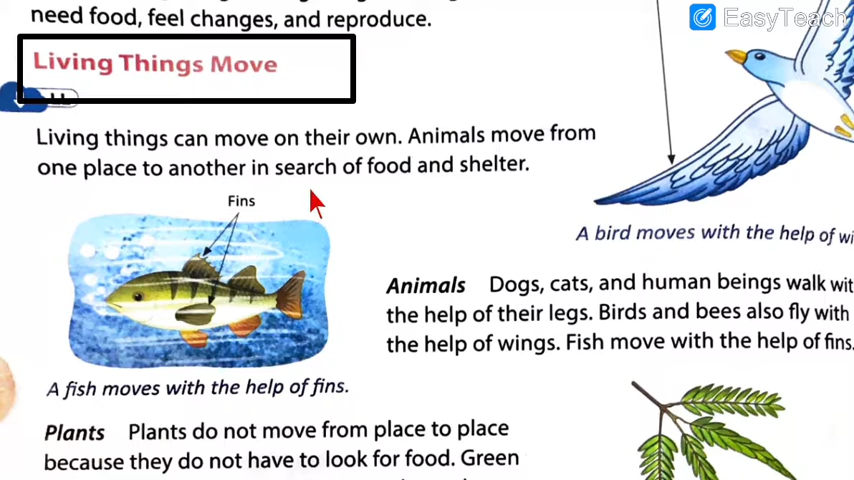 need food, feel changes, and reproduce.
EasyTeach
Living Things Move
Living things can move on their own. Animals move from
one place to another in search of food and shelter.
Fins
A bird moves with the help of
A fish moves with the help of fins.
Animals Dogs, cats, and human beings walk
the help of their legs. Birds and bees also fly with
the help of wings. Fish move with the help of fins.
Plants Plants do not move from place to place
because they do not have to look for food. Green